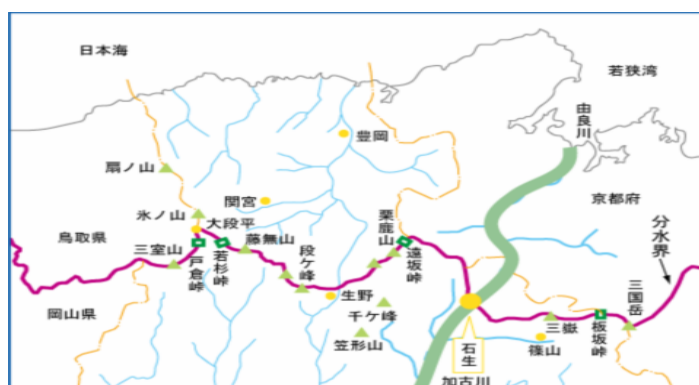 日本海
若狭湾
由良川
豊岡
扇ノ山
関宮
京都府
氷ノ山
大段平
鳥取県
藤無山
粟鹿山
分水界
三室山
戸倉峠
若杉峠
段ケ峰
遠坂峠
生野
三国岳
岡山県
千ケ峰
三嶽
板坂峠
笠形山
石生
篠山
加古川